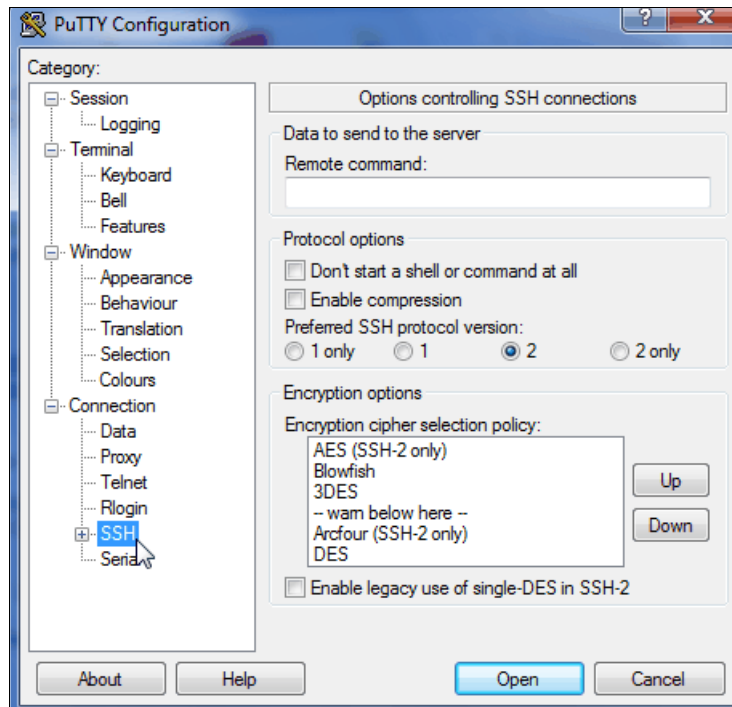 PuTTY Configuration
?
X
Category:
Session
Logging
Terminal
Keyboard
Bell
Features
Window
Appearance
Behaviour
Translation
Selection
Colours
Connection
Data
Proxy
Telnet
Rlogin
SSH
Serial
Options controlling SSH connections
Data to send to the server
Remote command:
Protocol options
Don't start a shell or command at all
Enable compression
Preferred SSH protocol version:
1 only 1 2 2 only
Encryption options
Encryption cipher selection policy:
AES (SSH-2 only)
Blowfish
3DES
-- warn below here --
Arcfour (SSH-2 only)
DES
Up
Down
Enable legacy use of single-DES in SSH-2
About Help Open Cancel